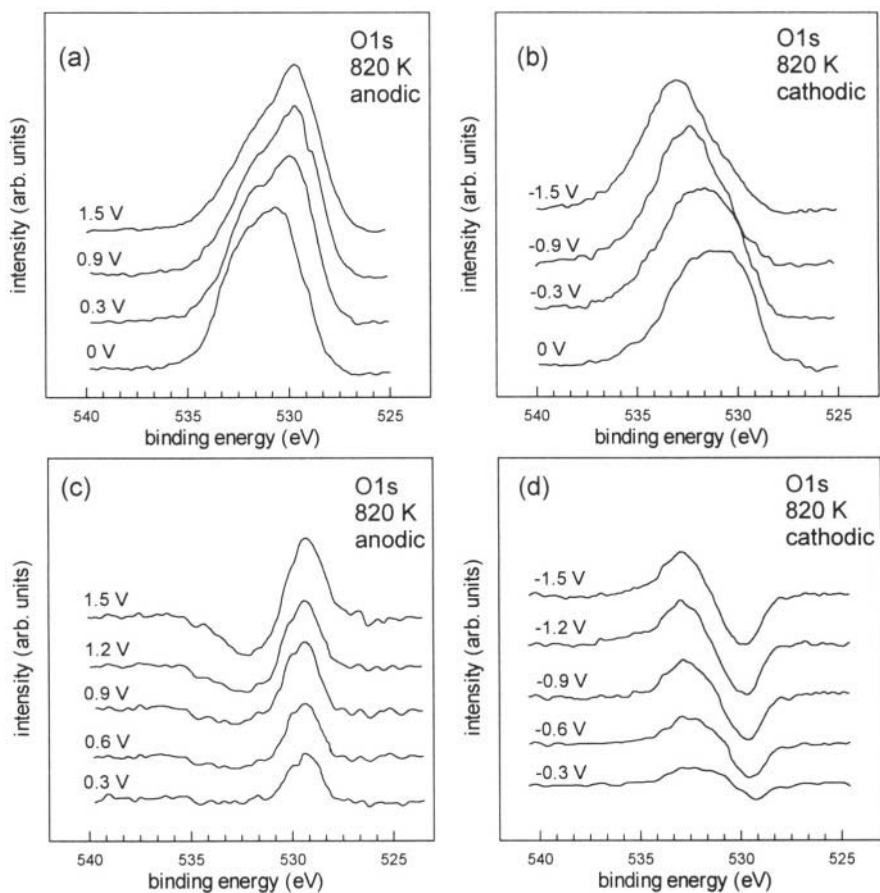 (a)
O1s
820 K
anodic
intensity (arb. units)
1.5 V
0.9 V
0.3 V
0 V
540 535 530 525
binding energy (eV)
(b)
O1s
820 K
cathodic
intensity (arb. units)
-1.5 V
-0.9 V
-0.3 V
0 V
540 535 530 525
binding energy (eV)
(c)
O1s
820 K
anodic
intensity (arb. units)
1.5 V
1.2 V
0.9 V
0.6 V
0.3 V
540 535 530 525
binding energy (eV)
(d)
O1s
820 K
cathodic
intensity (arb. units)
-1.5 V
-1.2 V
-0.9 V
-0.6 V
-0.3 V
540 535 530 525
binding energy (eV)